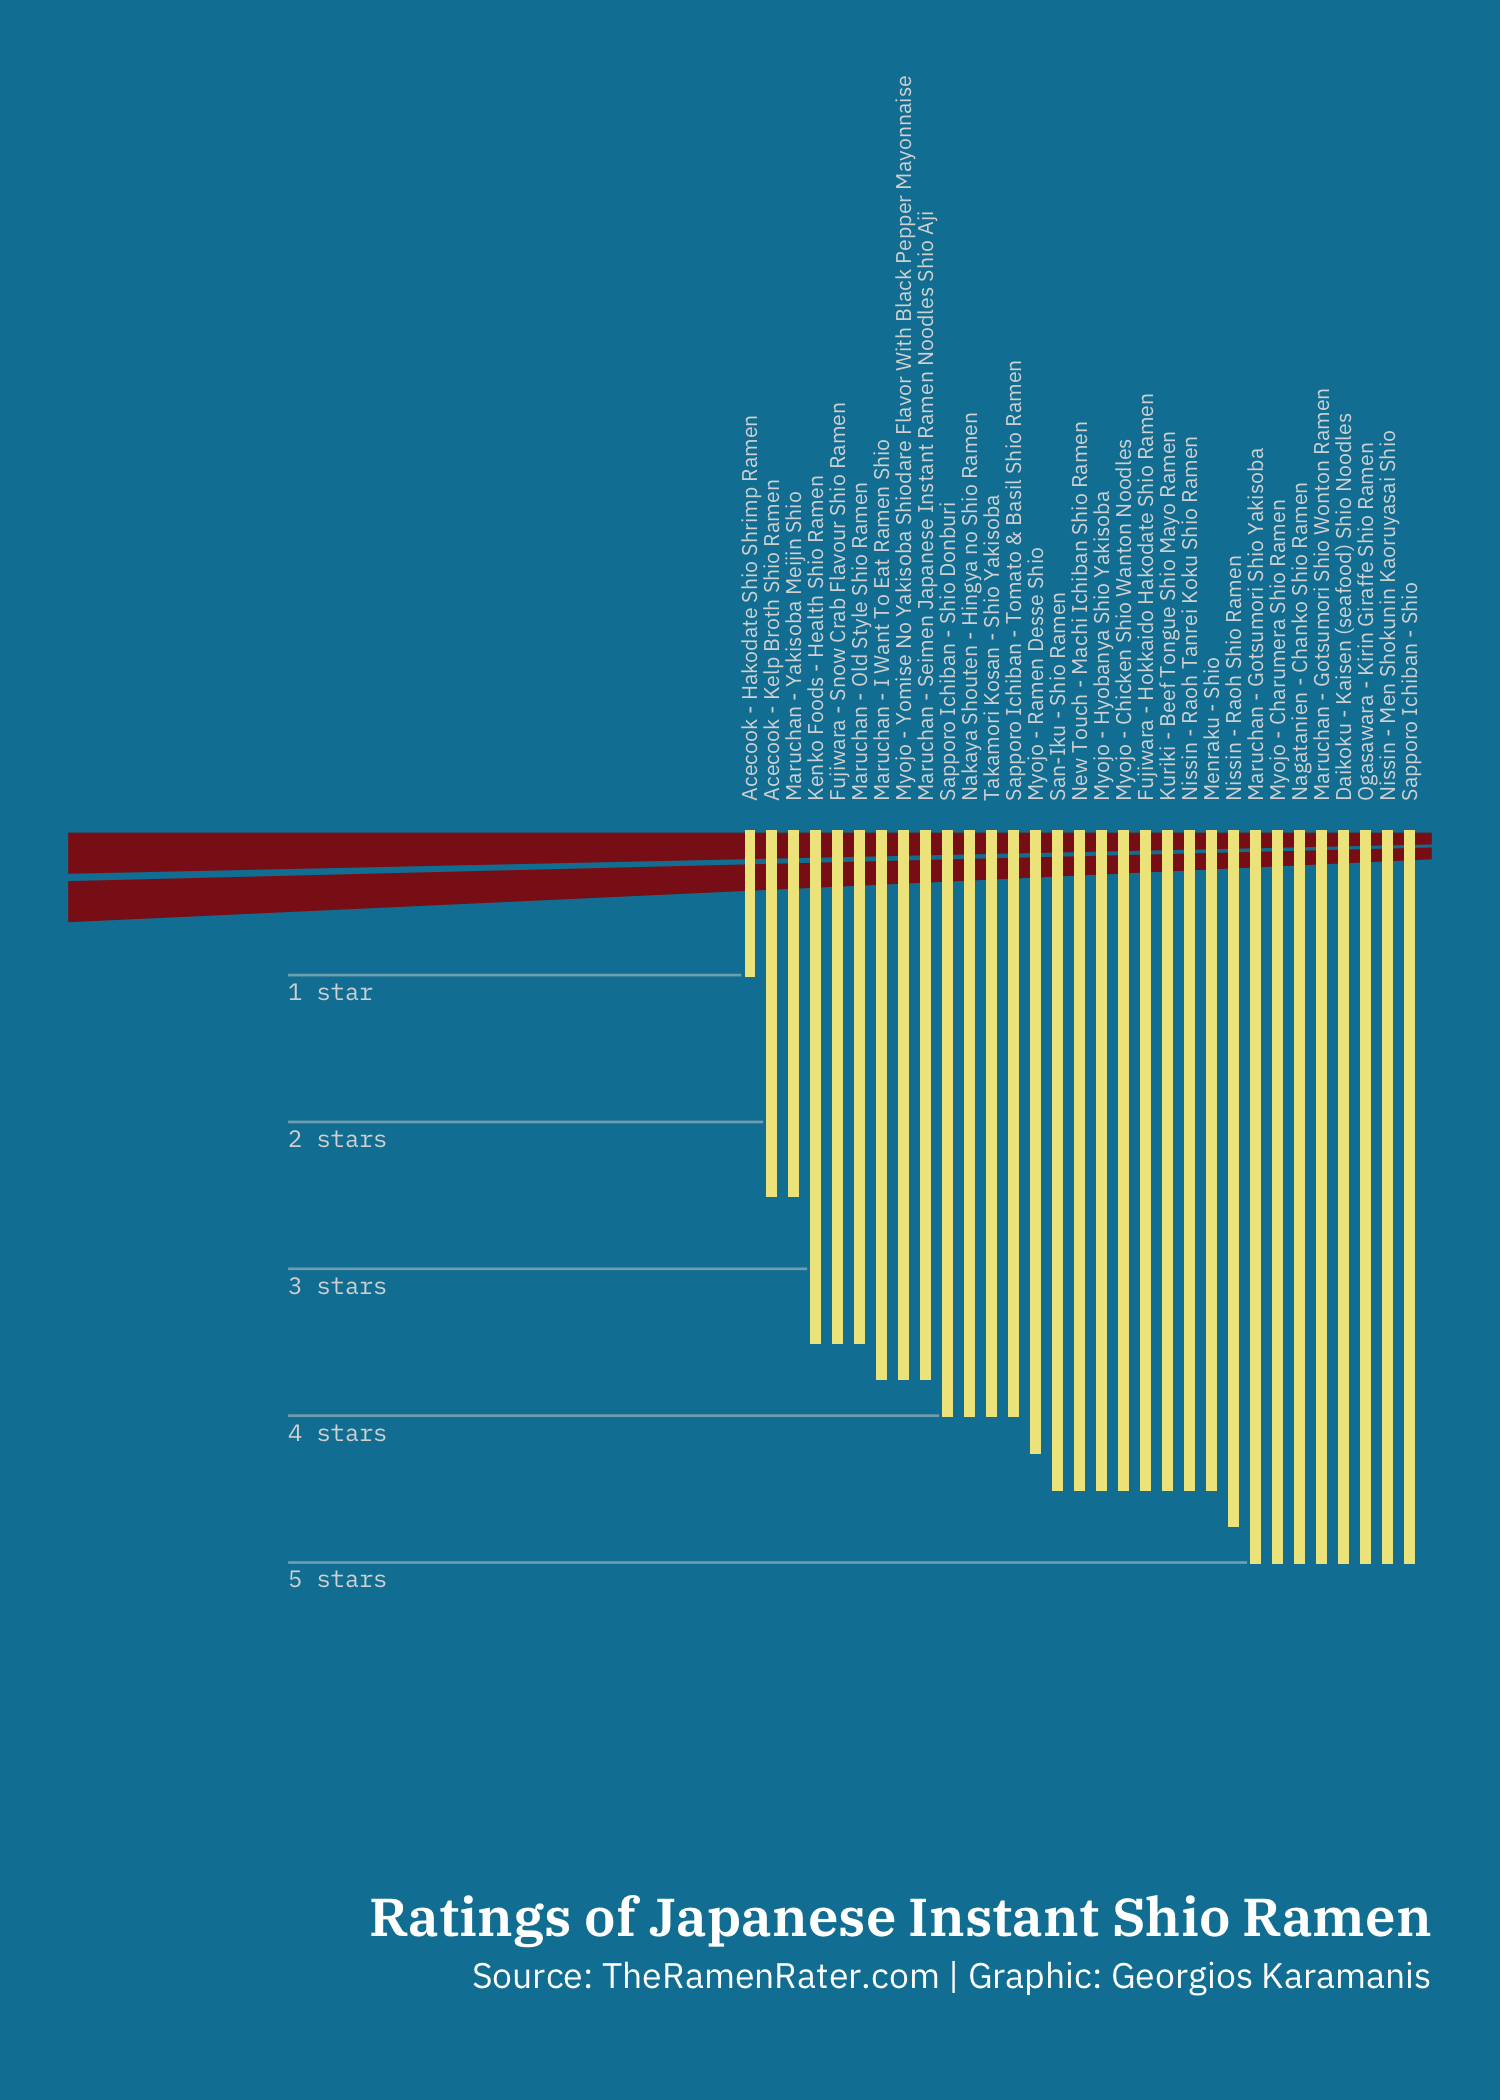 Acecook - Hakodate Shio Shrimp Ramen
Acecook - Kelp Broth Shio Ramen
Maruchan - Yakisoba Meijin Shio
Kenko Foods - Health Shio Ramen
Fujiwara - Snow Crab Flavour Shio Ramen
Maruchan - Old Style Shio Ramen
Maruchan - I Want To Eat Ramen Shio
Myojo - Yomise No Yakisoba Shiodare Flavor With Black Pepper Mayonnaise
Maruchan - Seimen Japanese Instant Ramen Noodles Shio Aji
Sapporo Ichiban - Shio Donburi
Nakaya Shouten - Hingya no Shio Ramen
Takamori Kosan - Shio Yakisoba
Sapporo Ichiban - Tomato & Basil Shio Ramen
Myojo - Ramen Desse Shio
San-Iku - Shio Ramen
New Touch - Machi Ichiban Shio Ramen
Myojo - Hyobanya Shio Yakisoba
Myojo - Chicken Shio Wanton Noodles
Fujiwara - Hokkaido Hakodate Shio Ramen
Kuriki - Beef Tongue Shio Mayo Ramen
Nissin - Raoh Tanrei Koku Shio Ramen
Menraku - Shio
Nissin - Raoh Shio Ramen
Maruchan - Gotsumori Shio Yakisoba
Myojo - Charumera Shio Ramen
Nagatanien - Chanko Shio Ramen
Maruchan - Gotsumori Shio Wonton Ramen
Daikoku - Kaisen (seafood) Shio Noodles
Ogasawara - Kirin Giraffe Shio Ramen
Nissin - Men Shokunin Kaoruyasai Shio
Sapporo Ichiban - Shio
1 star
2 stars
3 stars
4 stars
5 stars
Ratings of Japanese Instant Shio Ramen
Source: TheRamenRater.com | Graphic: Georgios Karamanis